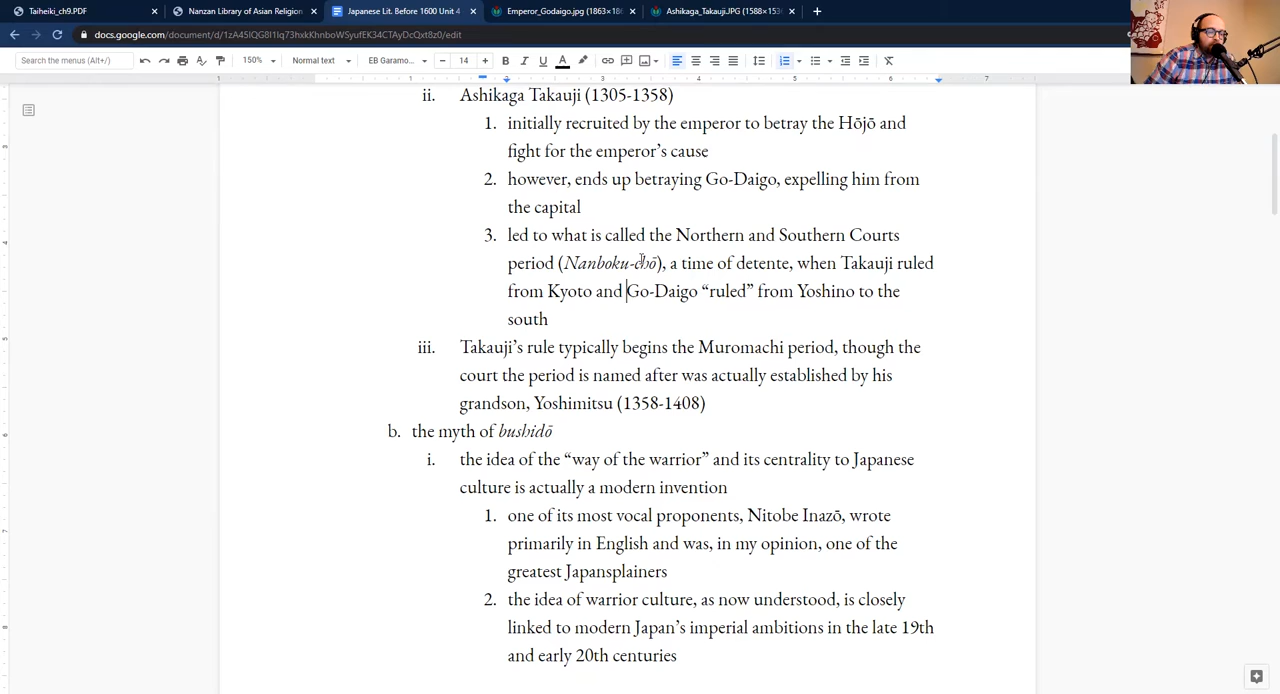 Taiheiki_ch9.PDF
Nanzan Library of Asian Religion
Japanese Lit. Before 1600 Unit 4
Emperor_Godaigo.jpg (1863×186
Ashikaga_Takauji.JPG (1588×153
docs.google.com/document/d/1zA45IQG8I1Iq73hxkKhnboWSyufEK34CTAyDcQxt8z0/edit
Search the menus (Alt+/)
150%
Normal text
EB Garamo...
14
ii. Ashikaga Takauji (1305-1358)
1. initially recruited by the emperor to betray the Hōjō and
fight for the emperor’s cause
2. however, ends up betraying Go-Daigo, expelling him from
the capital
3. led to what is called the Northern and Southern Courts
period (Nanboku-chō), a time of detente, when Takauji ruled
from Kyoto and Go-Daigo “ruled” from Yoshino to the
south
iii. Takauji’s rule typically begins the Muromachi period, though the
court the period is named after was actually established by his
grandson, Yoshimitsu (1358-1408)
b. the myth of bushidō
i. the idea of the “way of the warrior” and its centrality to Japanese
culture is actually a modern invention
1. one of its most vocal proponents, Nitobe Inazō, wrote
primarily in English and was, in my opinion, one of the
greatest Japansplainers
2. the idea of warrior culture, as now understood, is closely
linked to modern Japan’s imperial ambitions in the late 19th
and early 20th centuries